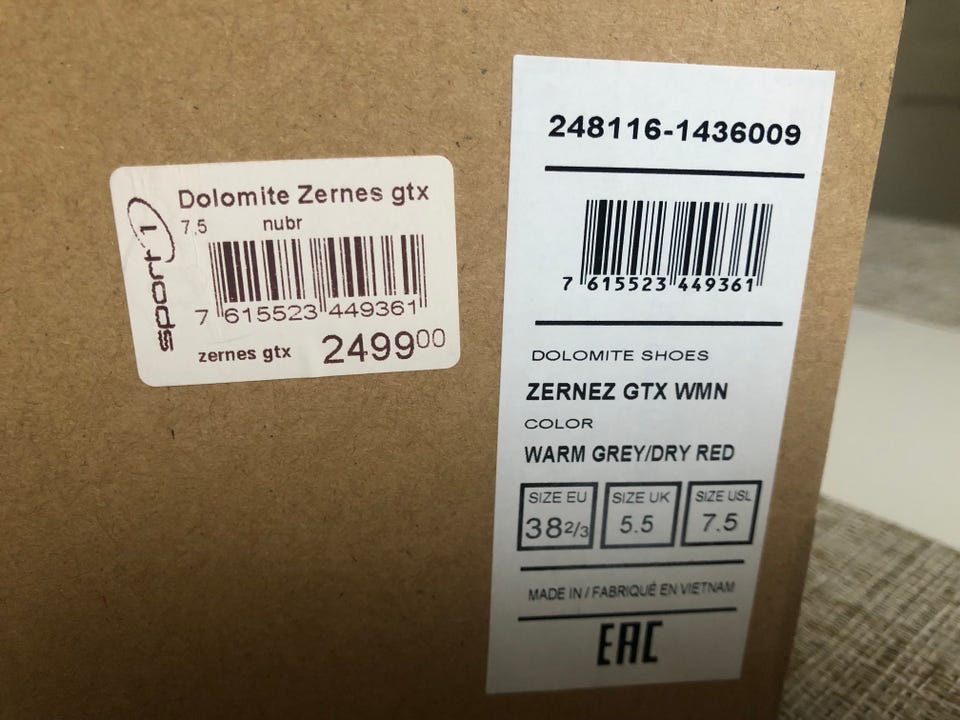 sport 1
Dolomite Zernes gtx
7,5 nubr
7 615523 449361
zernes gtx 249900
248116-1436009
7 615523 449361
DOLOMITE SHOES
ZERNEZ GTX WMN
COLOR
WARM GREY/DRY RED
SIZE EU SIZE UK SIZE USL
38 2/3 5.5 7.5
MADE IN / FABRIQUÉ EN VIETNAM
EAC